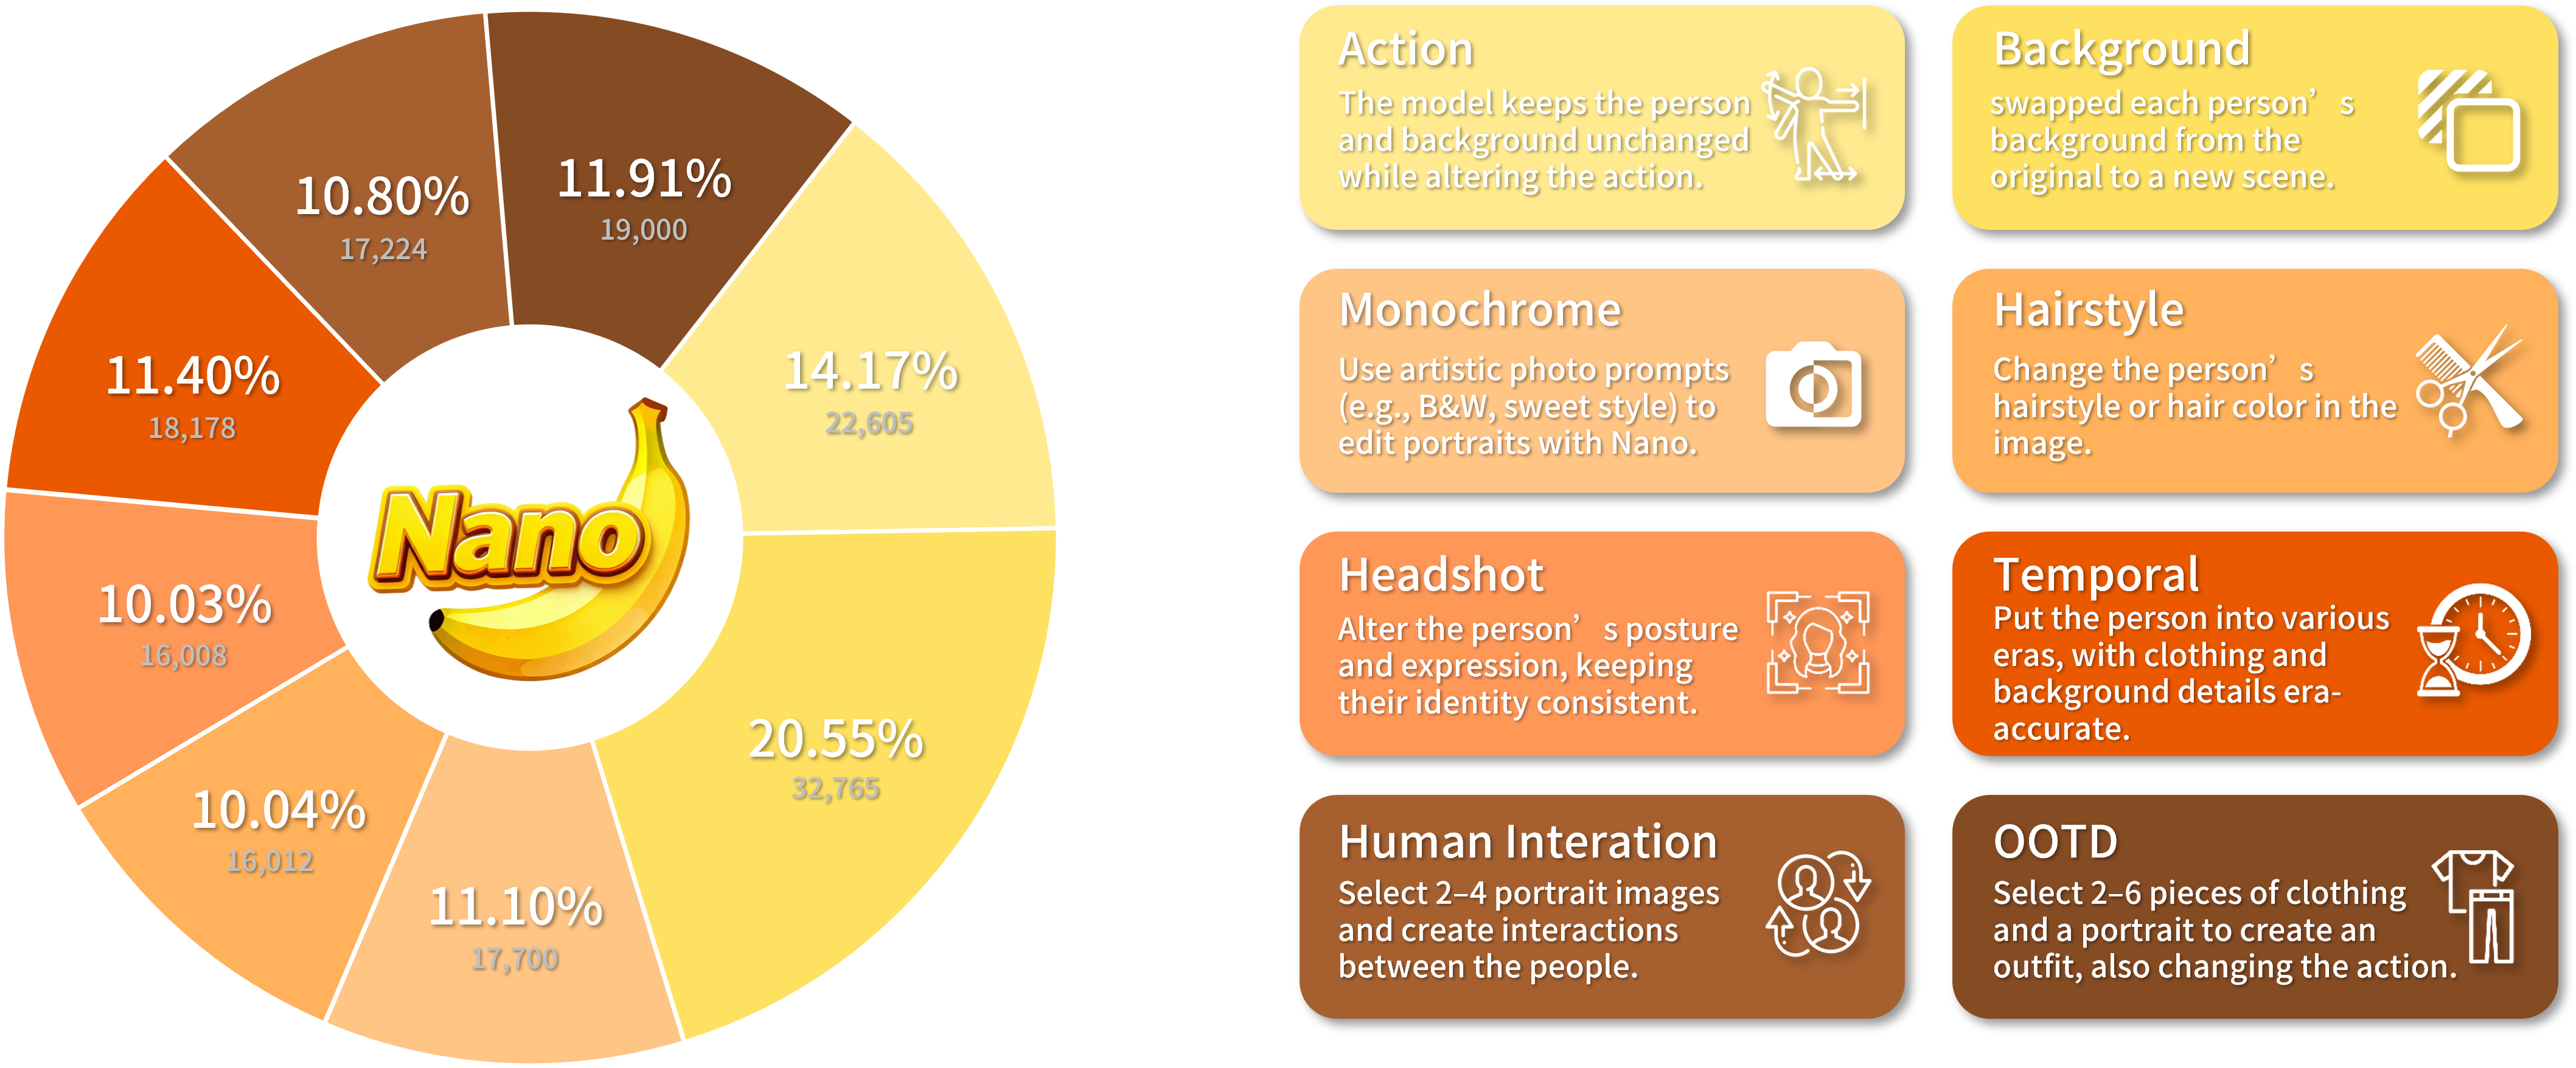 11.91%
19,000
10.80%
17,224
14.17%
22,605
11.40%
18,178
Nano
10.03%
16,008
20.55%
32,765
10.04%
16,012
11.10%
17,700
Action
The model keeps the person
and background unchanged
while altering the action.
Background
swapped each person’s
background from the
original to a new scene.
Monochrome
Use artistic photo prompts
(e.g., B&W, sweet style) to
edit portraits with Nano.
Hairstyle
Change the person’s
hairstyle or hair color in the
image.
Headshot
Alter the person’s posture
and expression, keeping
their identity consistent.
Temporal
Put the person into various
eras, with clothing and
background details era-
accurate.
Human Interation
Select 2–4 portrait images
and create interactions
between the people.
OOTD
Select 2–6 pieces of clothing
and a portrait to create an
outfit, also changing the action.